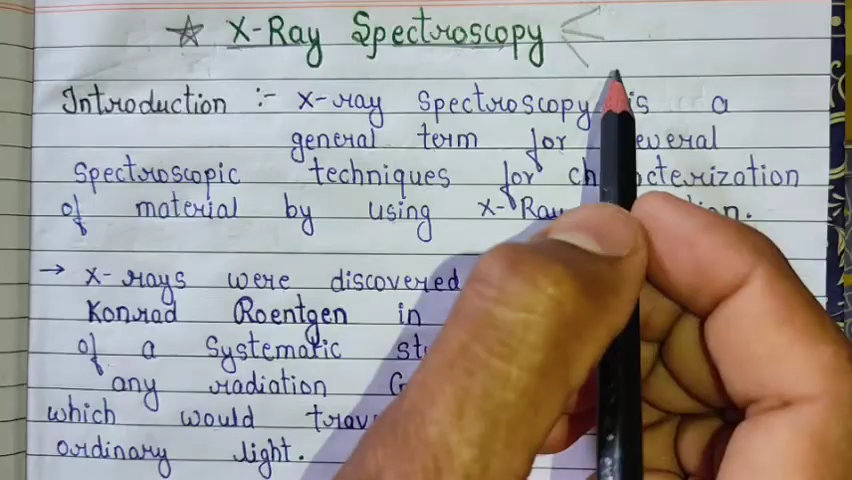 X-Ray Spectroscopy
Introduction :- X-ray Spectroscopy is a
general term for several
Spectroscopic techniques for characterization
of material by using X-Ray
→ X-rays were discovered
Konrad Roentgen in
of a Systematic
any radiation
which would
ordinary light.